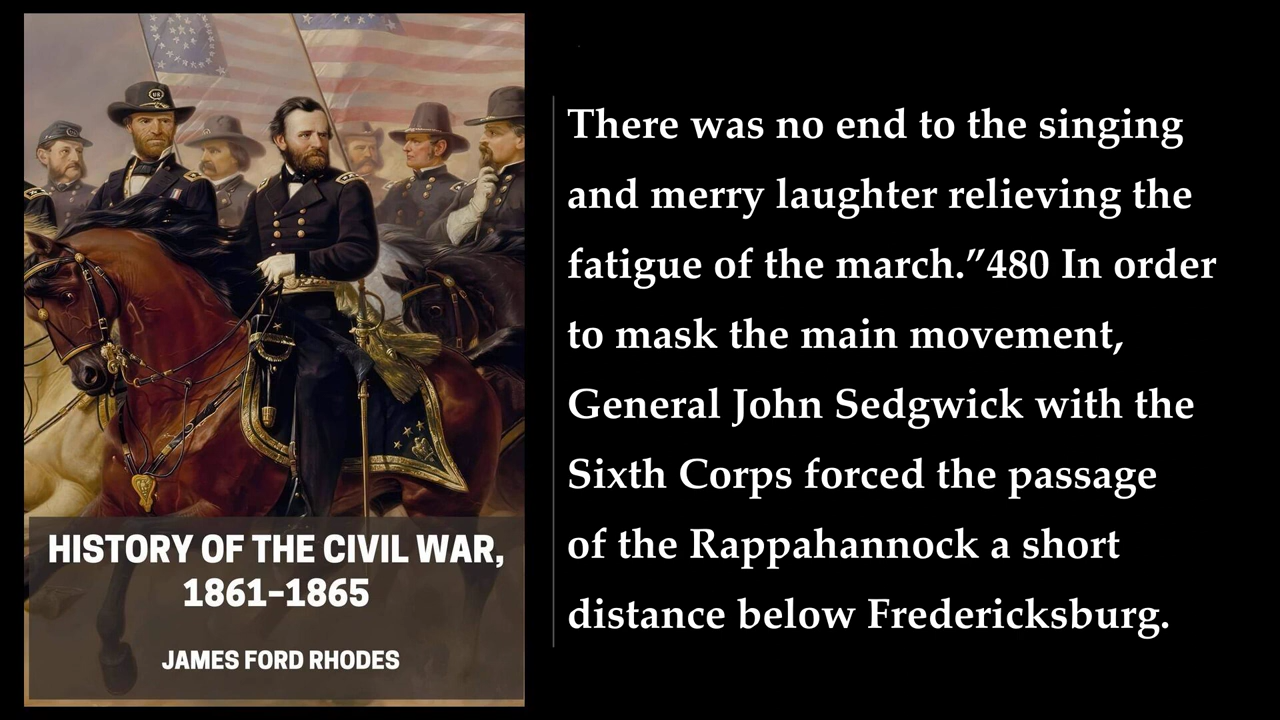 HISTORY OF THE CIVIL WAR,
1861–1865
JAMES FORD RHODES
There was no end to the singing
and merry laughter relieving the
fatigue of the march.”480 In order
to mask the main movement,
General John Sedgwick with the
Sixth Corps forced the passage
of the Rappahannock a short
distance below Fredericksburg.